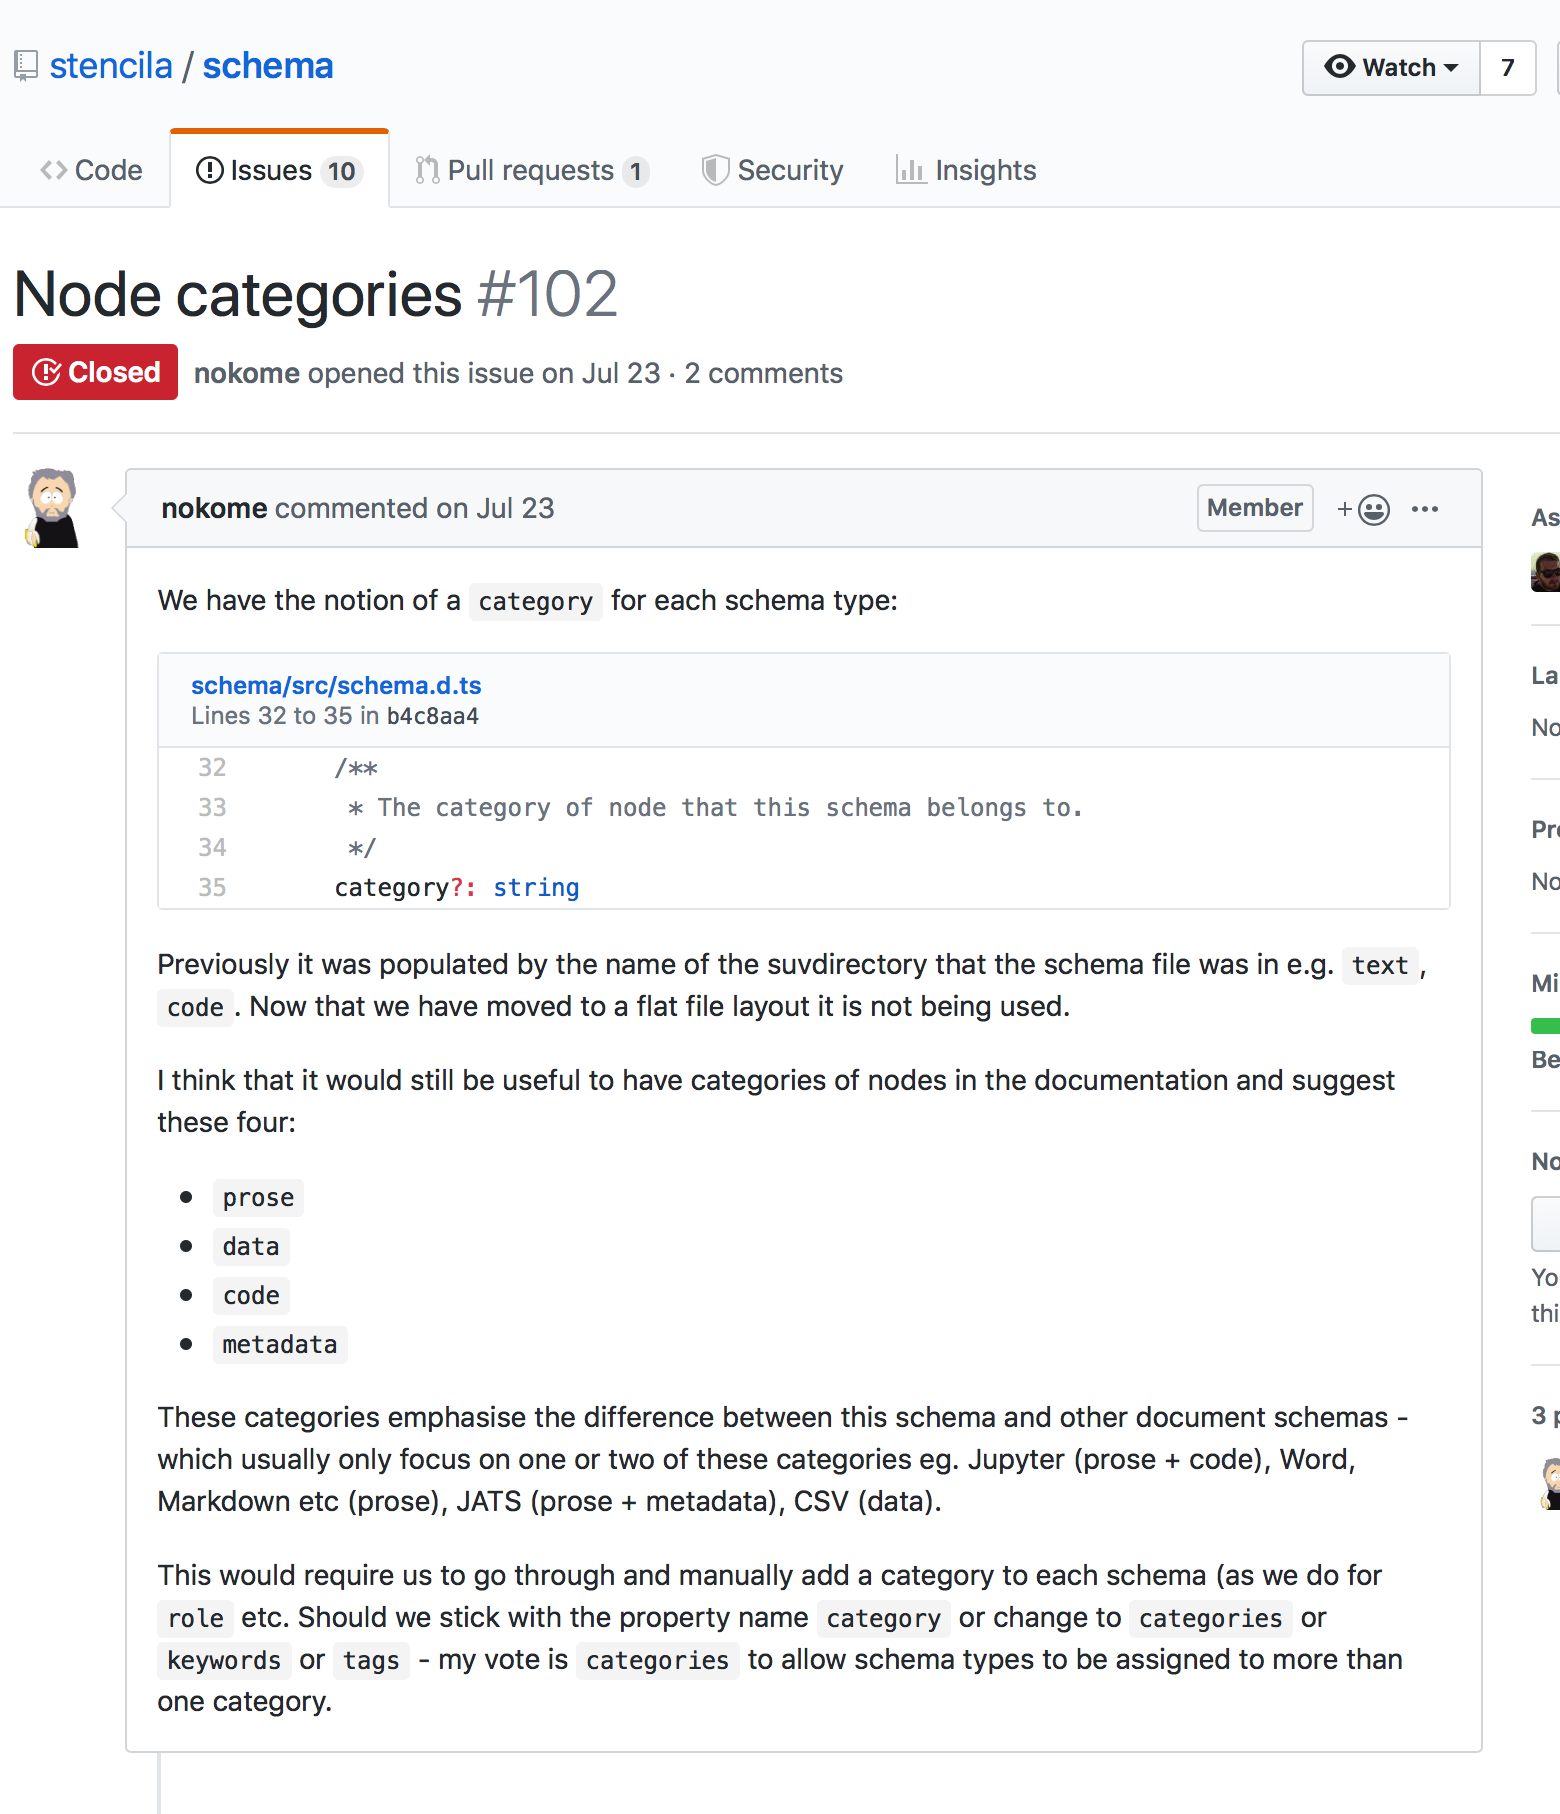 stencila / schema
Watch 7
Code Issues 10 Pull requests 1 Security Insights
Node categories #102
Closed nokome opened this issue on Jul 23 · 2 comments
nokome commented on Jul 23 Member
We have the notion of a category for each schema type:
schema/src/schema.d.ts
Lines 32 to 35 in b4c8aa4
32 /**
33 * The category of node that this schema belongs to.
34 */
35 category?: string
Previously it was populated by the name of the suvdirectory that the schema file was in e.g. text ,
code . Now that we have moved to a flat file layout it is not being used.
I think that it would still be useful to have categories of nodes in the documentation and suggest
these four:
prose
data
code
metadata
These categories emphasise the difference between this schema and other document schemas -
which usually only focus on one or two of these categories eg. Jupyter (prose + code), Word,
Markdown etc (prose), JATS (prose + metadata), CSV (data).
This would require us to go through and manually add a category to each schema (as we do for
role etc. Should we stick with the property name category or change to categories or
keywords or tags - my vote is categories to allow schema types to be assigned to more than
one category.
As
La
No
Pro
No
Mi
Be
No
Yo
thi
3 p